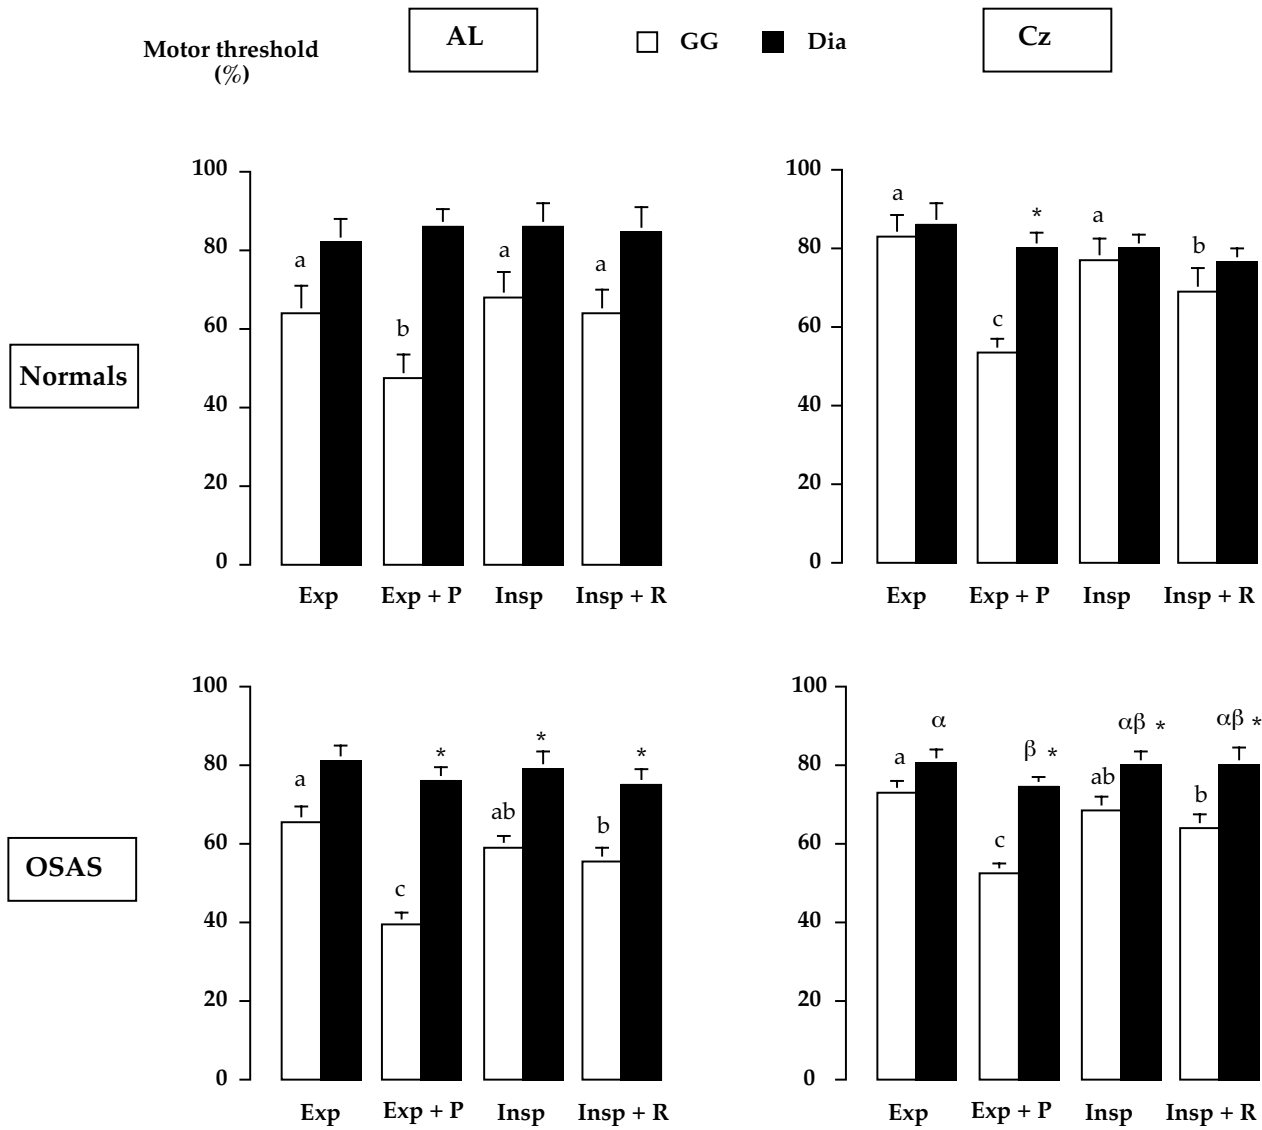 Motor threshold
(%)
AL
GG
Dia
Cz
Normals
100
80
60
40
20
0
a
b
a
a
Exp
Exp + P
Insp
Insp + R
100
80
60
40
20
0
a
*
c
a
b
Exp
Exp + P
Insp
Insp + R
OSAS
100
80
60
40
20
0
a
*
c
*
ab
*
b
Exp
Exp + P
Insp
Insp + R
100
80
60
40
20
0
a
α
β *
c
αβ *
ab
αβ *
b
Exp
Exp + P
Insp
Insp + R